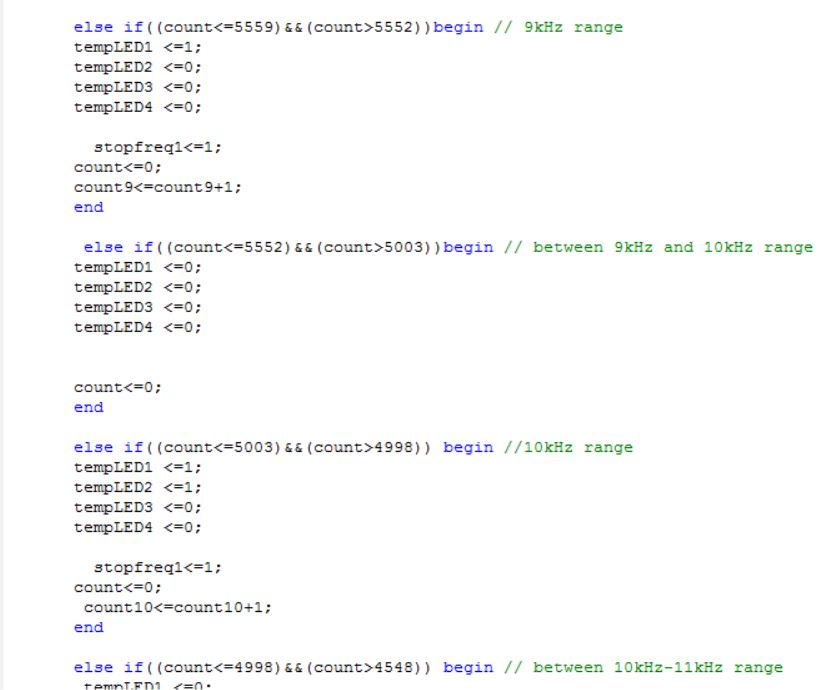 else if((count<=5559)&&(count>5552))begin // 9kHz range
tempLED1 <=1;
tempLED2 <=0;
tempLED3 <=0;
tempLED4 <=0;
stopfreq1<=1;
count<=0;
count9<=count9+1;
end
else if((count<=5552)&&(count>5003))begin // between 9kHz and 10kHz range
tempLED1 <=0;
tempLED2 <=0;
tempLED3 <=0;
tempLED4 <=0;
count<=0;
end
else if((count<=5003)&&(count>4998)) begin //10kHz range
tempLED1 <=1;
tempLED2 <=1;
tempLED3 <=0;
tempLED4 <=0;
stopfreq1<=1;
count<=0;
count10<=count10+1;
end
else if((count<=4998)&&(count>4548)) begin // between 10kHz-11kHz range
tempLED1 <=0;